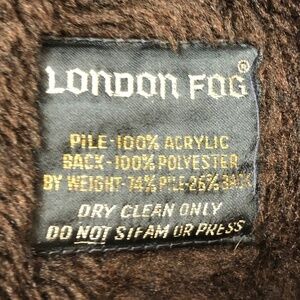 LONDON FOG®
PILE-100% ACRYLIC
BACK-100% POLYESTER
BY WEIGHT-74% PILE-26% BACK
DRY CLEAN ONLY
DO NOT STEAM OR PRESS